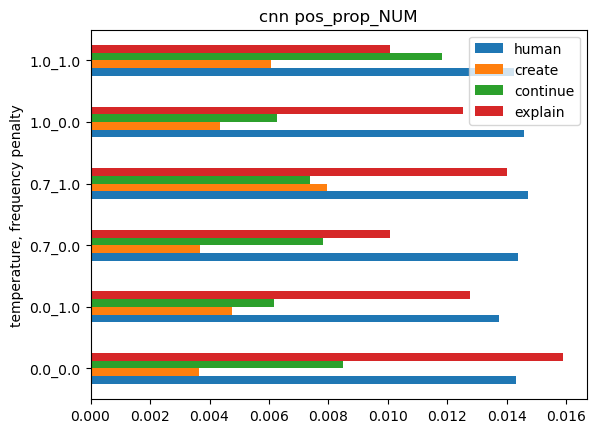 cnn pos_prop_NUM
human
create
continue
explain
temperature, frequency penalty
1.0_1.0
1.0_0.0
0.7_1.0
0.7_0.0
0.0_1.0
0.0_0.0
0.000 0.002 0.004 0.006 0.008 0.010 0.012 0.014 0.016